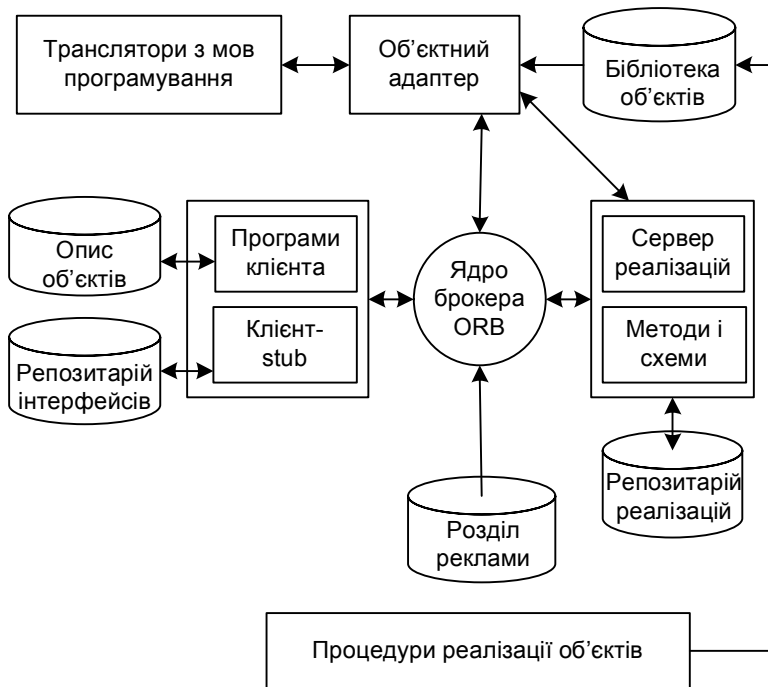 Транслятори з мов
програмування
Об’єктний
адаптер
Бібліотека
об’єктів
Опис
об’єктів
Програми
клієнта
Ядро
брокера
ORB
Сервер
реалізацій
Клієнт-
stub
Методи і
схеми
Репозитарій
інтерфейсів
Розділ
реклами
Репозитарій
реалізацій
Процедури реалізації об’єктів